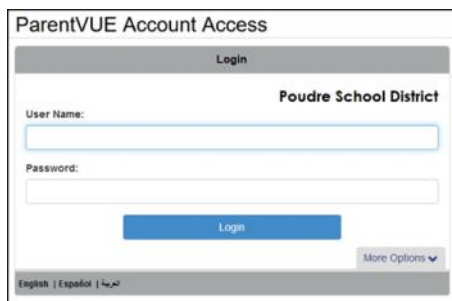 ParentVUE Account Access
Login
Poudre School District
User Name:
Password:
Login
More Options
English | Español | العربية